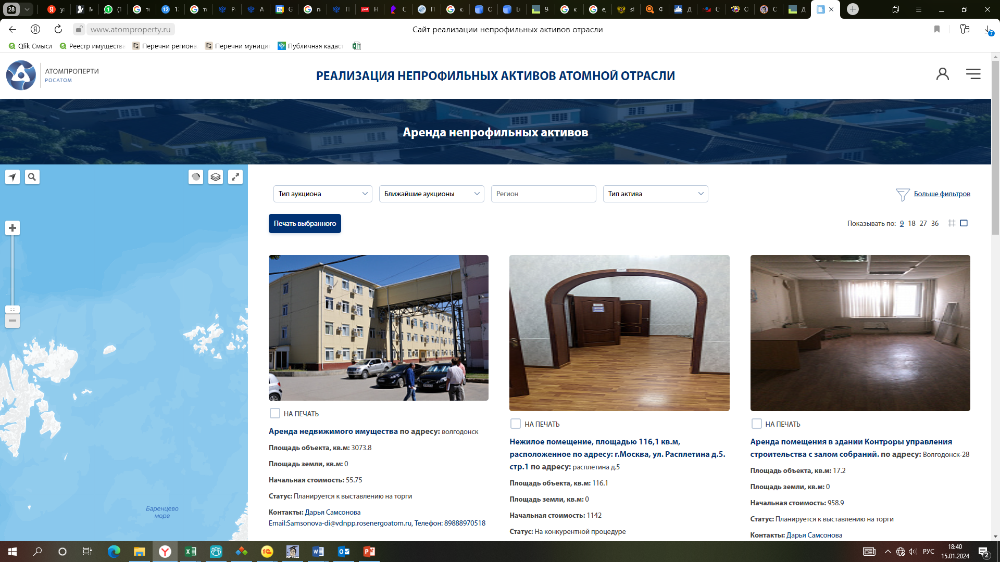 28
12
15
www.atomproperty.ru
Сайт реализации непрофильных активов отрасли
7
Qlik Смысл
Реестр имущества
Перечни региона
Перечни муници
Публичная кадаст
АТОМПРОПЕРТИ
РОСАТОМ
РЕАЛИЗАЦИЯ НЕПРОФИЛЬНЫХ АКТИВОВ АТОМНОЙ ОТРАСЛИ
Аренда непрофильных активов
Тип аукциона
Ближайшие аукционы
Регион
Тип актива
Больше фильтров
Печать выбранного
Показывать по: 9 18 27 36
НА ПЕЧАТЬ
Аренда недвижимого имущества по адресу: волгодонск
Площадь объекта, кв.м: 3073.8
Площадь земли, кв.м: 0
Начальная стоимость: 55.75
Статус: Планируется к выставлению на торги
Контакты: Дарья Самсонова
Email:Samsonova-di@vdnpp.rosenergoatom.ru, Телефон: 89888970518
НА ПЕЧАТЬ
Нежилое помещение, площадью 116,1 кв.м,
расположенное по адресу: г.Москва, ул. Расплетина д.5.
стр.1 по адресу: расплетина д.5
Площадь объекта, кв.м: 116.1
Площадь земли, кв.м: 0
Начальная стоимость: 1142
Статус: На конкурентной процедуре
НА ПЕЧАТЬ
Аренда помещения в здании Контроры управления
строительства с залом собраний. по адресу: Волгодонск-28
Площадь объекта, кв.м: 17.2
Площадь земли, кв.м: 0
Начальная стоимость: 958.9
Статус: Планируется к выставлению на торги
Контакты: Дарья Самсонова
Баренцево
море
РУС
18:40
15.01.2024
2